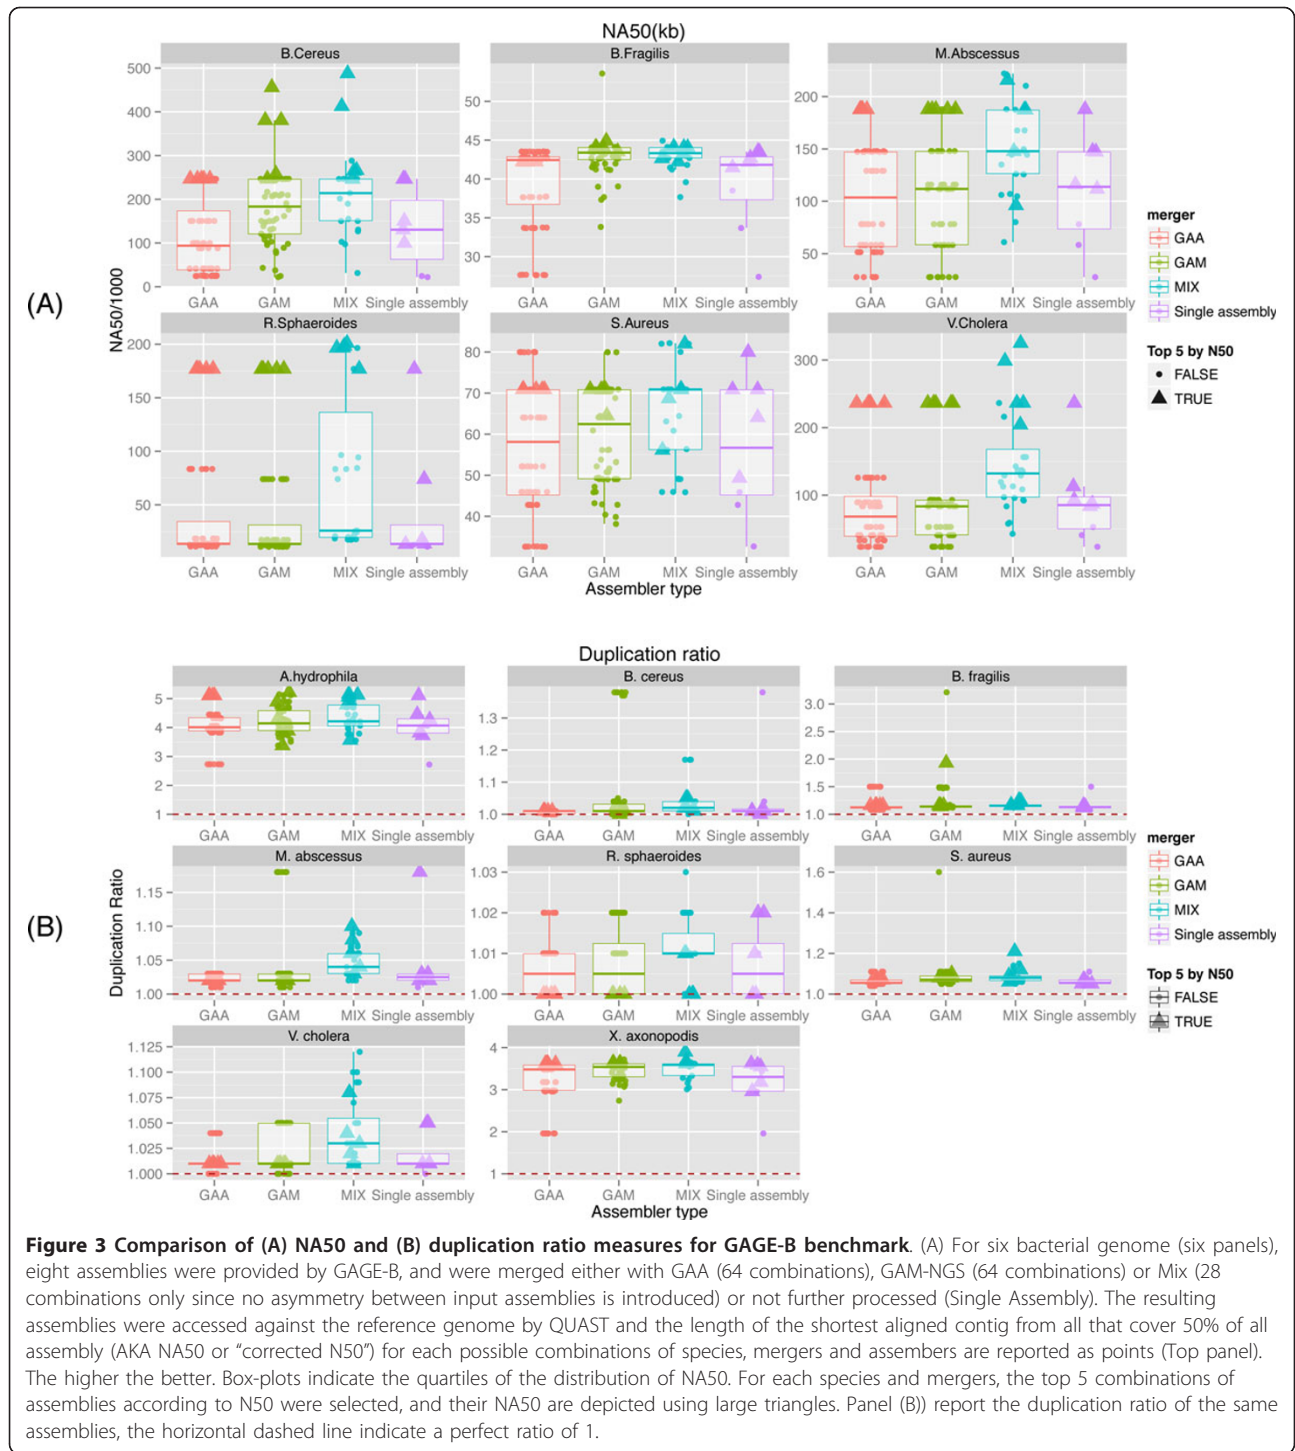 NA50(kb)
B.Cereus
B.Fragilis
M.Abscessus
500
400
300
200
100
0
50
45
40
35
30
200
150
100
50
GAA GAM MIX Single assembly
GAA GAM MIX Single assembly
GAA GAM MIX Single assembly
(A)
NA50/1000
R.Sphaeroides
S.Aureus
V.Cholera
200
150
100
50
80
70
60
50
40
300
200
100
GAA GAM MIX Single assembly
GAA GAM MIX Single assembly
GAA GAM MIX Single assembly
Assembler type
merger
GAA
GAM
MIX
Single assembly
Top 5 by N50
FALSE
TRUE
Duplication ratio
A.hydrophila
B. cereus
B. fragilis
5
4
3
2
1
1.3
1.2
1.1
1.0
3.0
2.5
2.0
1.5
1.0
GAA GAM MIX Single assembly
GAA GAM MIX Single assembly
GAA GAM MIX Single assembly
(B)
Duplication Ratio
M. abscessus
R. sphaeroides
S. aureus
1.15
1.10
1.05
1.00
1.03
1.02
1.01
1.00
1.6
1.4
1.2
1.0
GAA GAM MIX Single assembly
GAA GAM MIX Single assembly
GAA GAM MIX Single assembly
V. cholera
X. axonopodis
1.125
1.100
1.075
1.050
1.025
1.000
4
3
2
1
GAA GAM MIX Single assembly
GAA GAM MIX Single assembly
Assembler type
merger
GAA
GAM
MIX
Single assembly
Top 5 by N50
FALSE
TRUE
Figure 3 Comparison of (A) NA50 and (B) duplication ratio measures for GAGE-B benchmark. (A) For six bacterial genome (six panels),
eight assemblies were provided by GAGE-B, and were merged either with GAA (64 combinations), GAM-NGS (64 combinations) or Mix (28
combinations only since no asymmetry between input assemblies is introduced) or not further processed (Single Assembly). The resulting
assemblies were accessed against the reference genome by QUAST and the length of the shortest aligned contig from all that cover 50% of all
assembly (AKA NA50 or “corrected N50”) for each possible combinations of species, mergers and assembers are reported as points (Top panel).
The higher the better. Box-plots indicate the quartiles of the distribution of NA50. For each species and mergers, the top 5 combinations of
assemblies according to N50 were selected, and their NA50 are depicted using large triangles. Panel (B)) report the duplication ratio of the same
assemblies, the horizontal dashed line indicate a perfect ratio of 1.